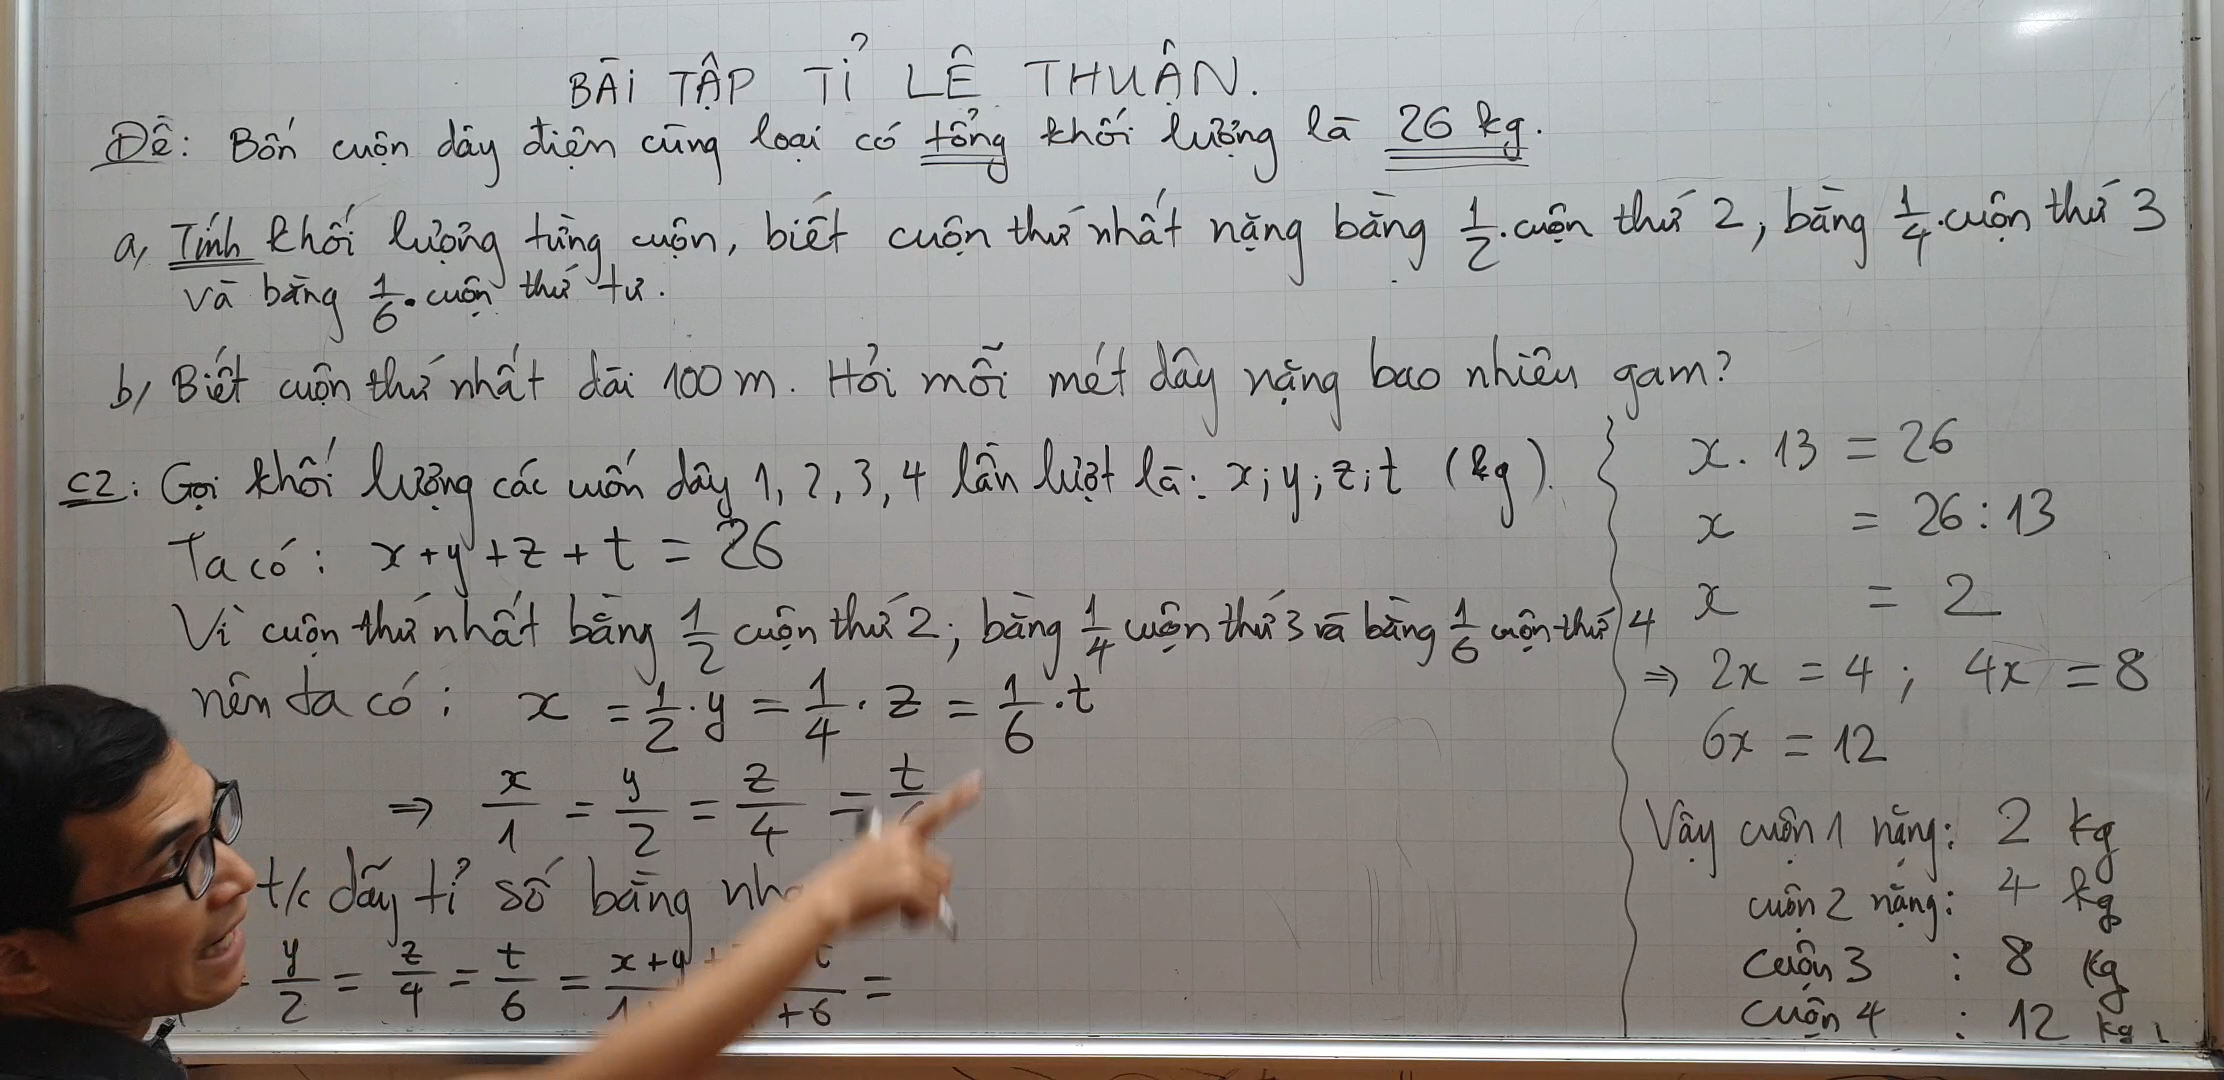 BÀI TẬP TỈ LỆ THUẬN.
Đề: Bốn cuộn dây điện cùng loại có tổng khối lượng là 26 kg.
a, Tính khối lượng từng cuộn, biết cuộn thứ nhất nặng bằng 1/2 . cuộn thứ 2, bằng 1/4 . cuộn thứ 3
và bằng 1/6 . cuộn thứ tư.
b, Biết cuộn thứ nhất dài 100 m. Hỏi mỗi mét dây nặng bao nhiêu gam?
C2: Gọi khối lượng các cuộn dây 1, 2, 3, 4 lần lượt là: x; y; z; t (kg).
Ta có: x + y + z + t = 26
Vì cuộn thứ nhất bằng 1/2 cuộn thứ 2, bằng 1/4 cuộn thứ 3 và bằng 1/6 cuộn thứ 4
nên ta có: x = 1/2 . y = 1/4 . z = 1/6 . t
⇒ x/1 = y/2 = z/4 = t/
t/c dãy tỉ số bằng
y/2 = z/4 = t/6 = x+y / +6 =
x . 13 = 26
x = 26 : 13
x = 2
⇒ 2x = 4 ; 4x = 8
6x = 12
Vậy cuộn 1 nặng: 2 kg
cuộn 2 nặng: 4 kg
cuộn 3 : 8 kg
cuộn 4 : 12 kg